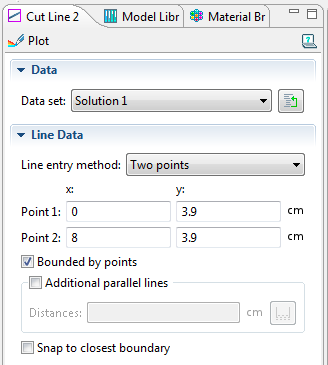 Cut Line 2 Model Libr Material Br
Plot
Data
Data set: Solution 1
Line Data
Line entry method: Two points
x: y:
Point 1: 0 3.9 cm
Point 2: 8 3.9 cm
Bounded by points
Additional parallel lines
Distances: cm
Snap to closest boundary